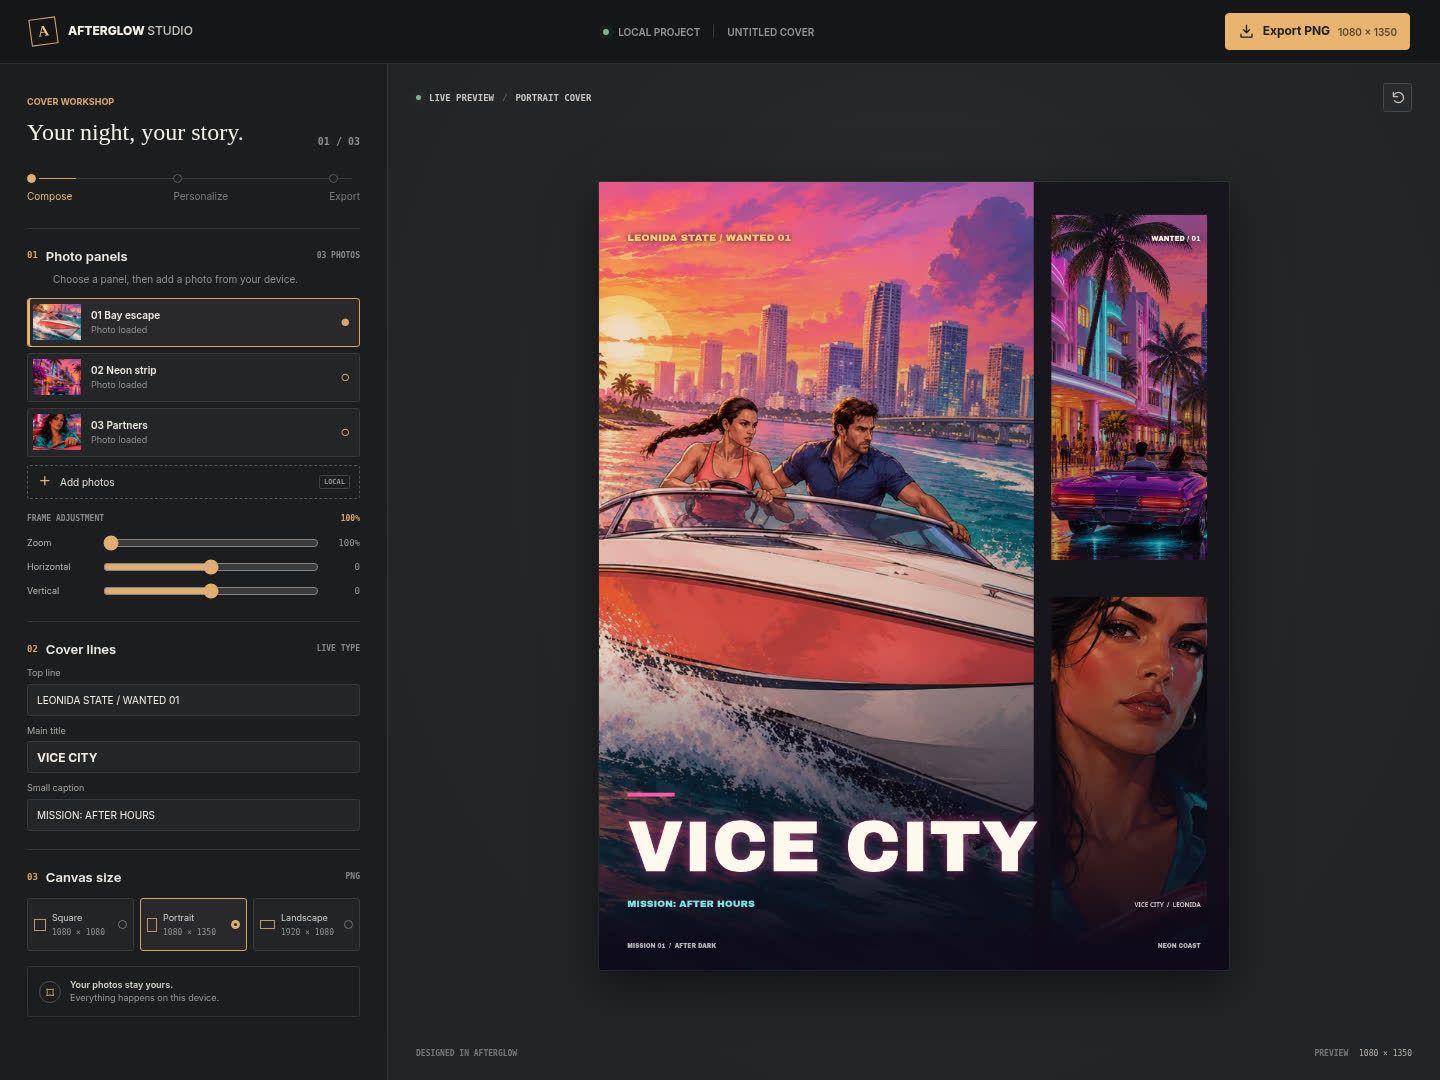 A AFTERGLOW STUDIO
LOCAL PROJECT UNTITLED COVER
Export PNG 1080 × 1350
COVER WORKSHOP
Your night, your story.
01 / 03
Compose Personalize Export
01 Photo panels 03 PHOTOS
Choose a panel, then add a photo from your device.
01 Bay escape
Photo loaded
02 Neon strip
Photo loaded
03 Partners
Photo loaded
+ Add photos LOCAL
FRAME ADJUSTMENT 100%
Zoom 100%
Horizontal 0
Vertical 0
02 Cover lines LIVE TYPE
Top line
LEONIDA STATE / WANTED 01
Main title
VICE CITY
Small caption
MISSION: AFTER HOURS
03 Canvas size PNG
Square
1080 × 1080
Portrait
1080 × 1350
Landscape
1920 × 1080
Your photos stay yours.
Everything happens on this device.
LIVE PREVIEW / PORTRAIT COVER
LEONIDA STATE / WANTED 01
WANTED / 01
VICE CITY
MISSION: AFTER HOURS
VICE CITY / LEONIDA
MISSION 01 / AFTER DARK
NEON COAST
DESIGNED IN AFTERGLOW
PREVIEW 1080 × 1350